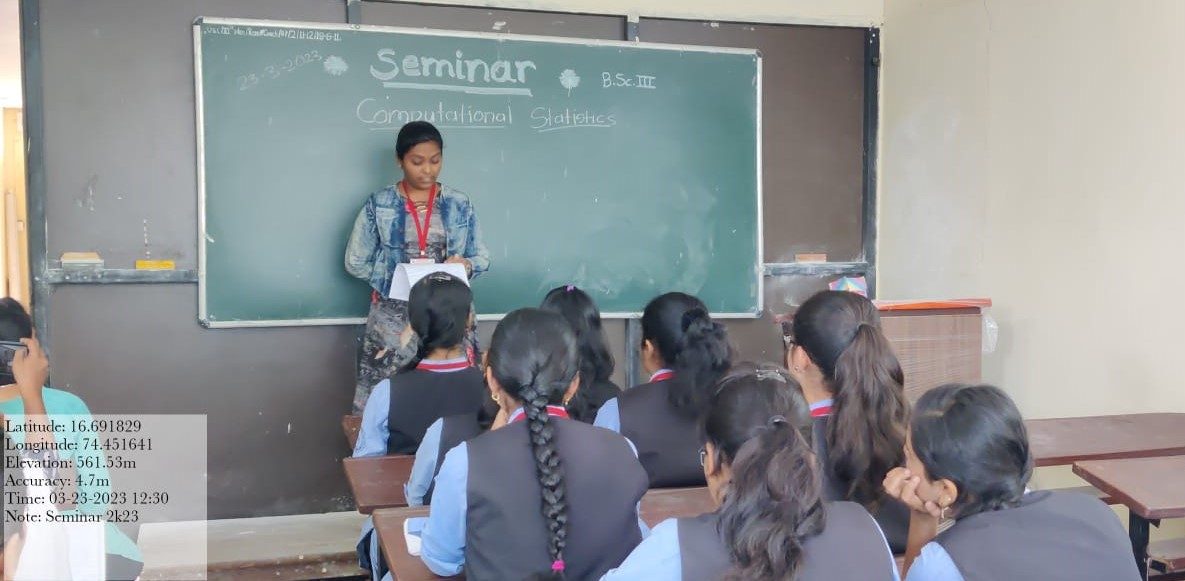 23-3-2023
Seminar
B.Sc.III
Computational Statistics
Latitude: 16.691829
Longitude: 74.451641
Elevation: 561.53m
Accuracy: 4.7m
Time: 03-23-2023 12:30
Note: Seminar 2k23